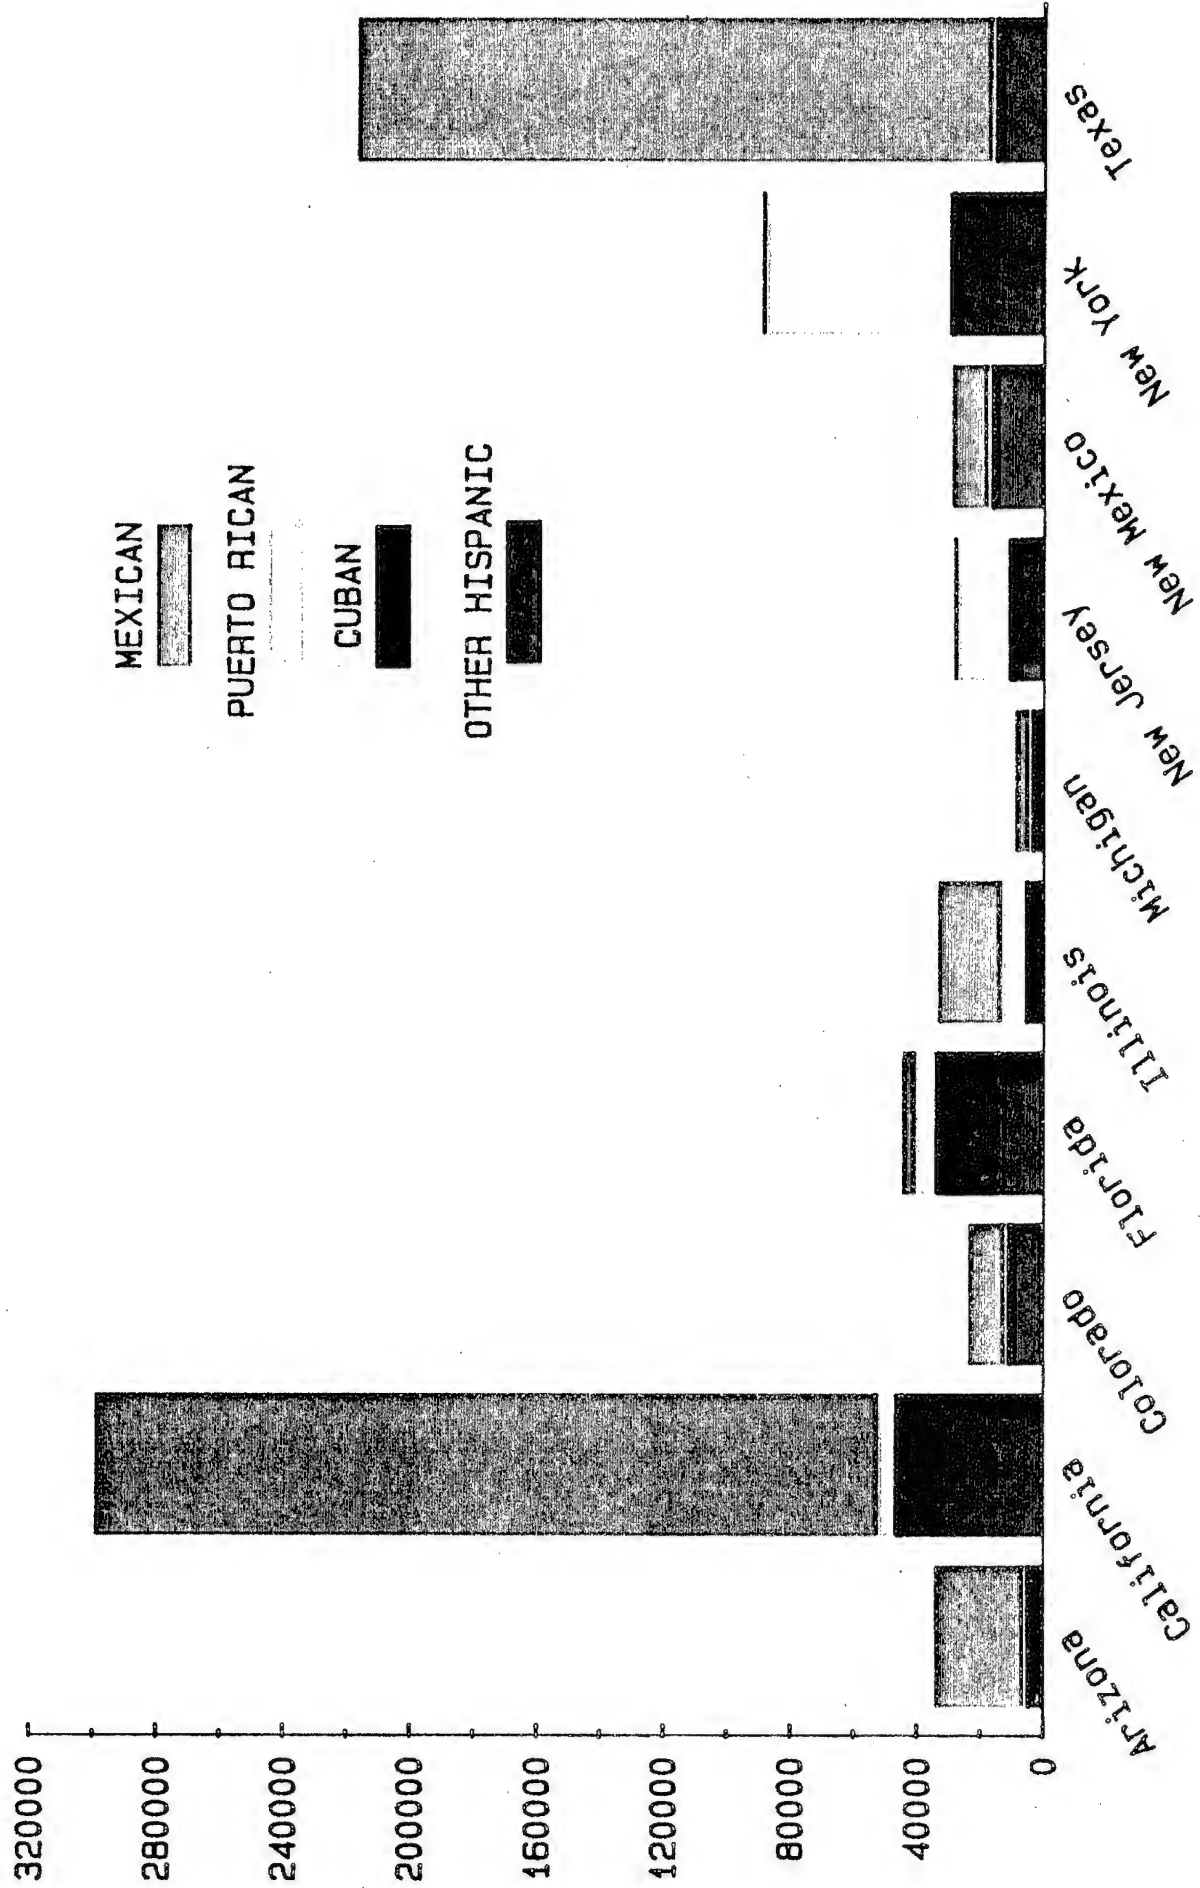 320000
280000
240000
200000
160000
120000
80000
40000
0
MEXICAN
PUERTO RICAN
CUBAN
OTHER HISPANIC
Arizona
California
Colorado
Florida
Illinois
Michigan
New Jersey
New Mexico
New York
Texas